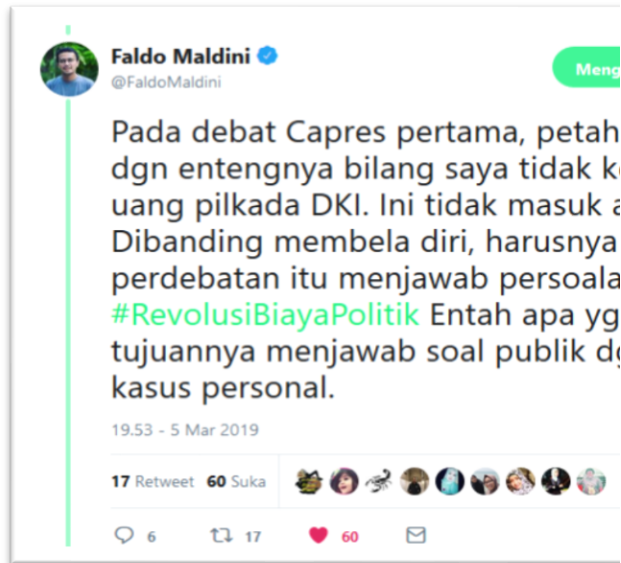 Faldo Maldini
@FaldoMaldini
Meng
Pada debat Capres pertama, petah
dgn entengnya bilang saya tidak k
uang pilkada DKI. Ini tidak masuk a
Dibanding membela diri, harusnya
perdebatan itu menjawab persoala
#RevolusiBiayaPolitik Entah apa yg
tujuannya menjawab soal publik d
kasus personal.
19.53 - 5 Mar 2019
17 Retweet 60 Suka
6 17 60